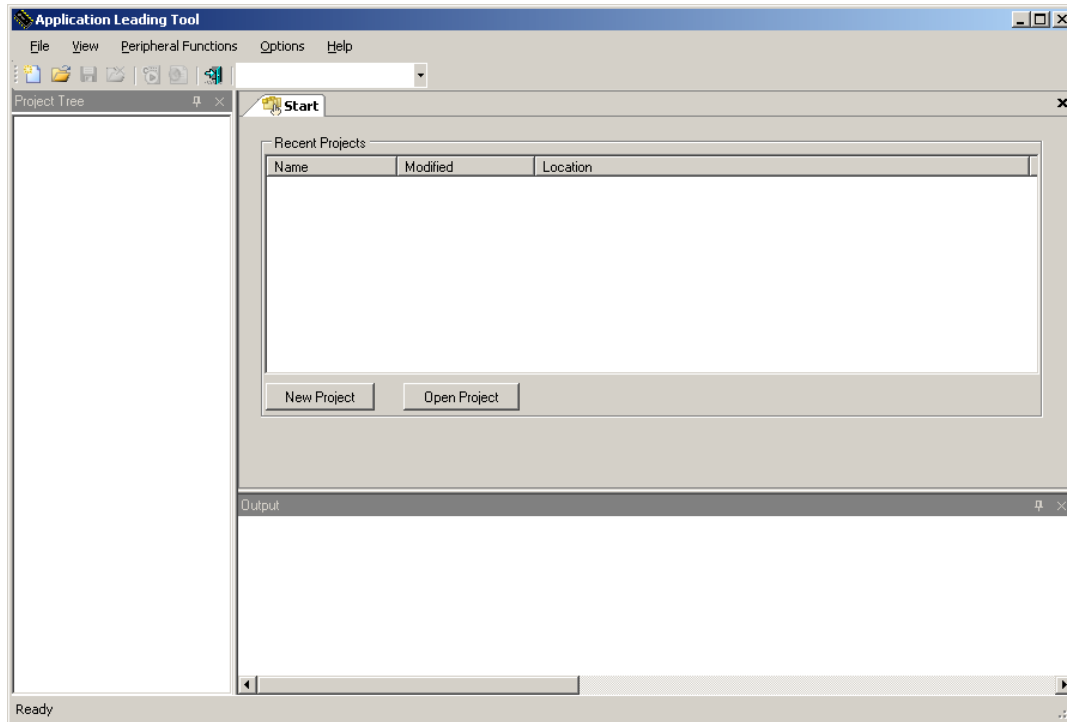 Application Leading Tool
File View Peripheral Functions Options Help
Project Tree
Start
Recent Projects
Name Modified Location
New Project Open Project
Output
Ready